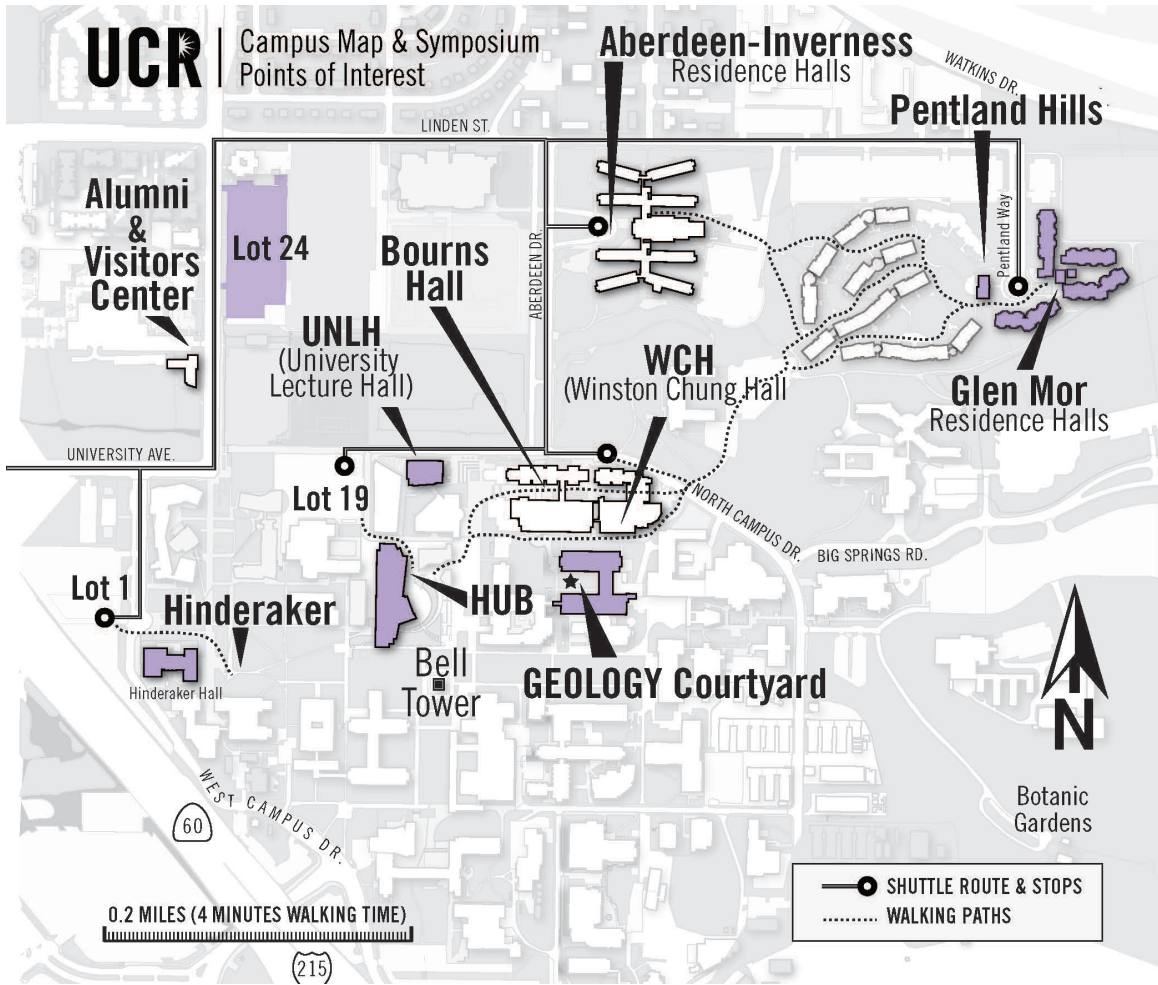 UCR
Campus Map & Symposium
Points of Interest
Aberdeen-Inverness
Residence Halls
WATKINS DR.
Pentland Hills
LINDEN ST.
Alumni
&
Visitors
Center
Lot 24
Bourns
Hall
ABERDEEN DR.
Pentland Way
UNLH
(University
Lecture Hall)
WCH
(Winston Chung Hall
Glen Mor
Residence Halls
UNIVERSITY AVE.
Lot 19
NORTH CAMPUS DR.
BIG SPRINGS RD.
Lot 1
Hinderaker
HUB
Hinderaker Hall
Bell
Tower
GEOLOGY Courtyard
N
WEST CAMPUS DR.
60
Botanic
Gardens
SHUTTLE ROUTE & STOPS
WALKING PATHS
0.2 MILES (4 MINUTES WALKING TIME)
215